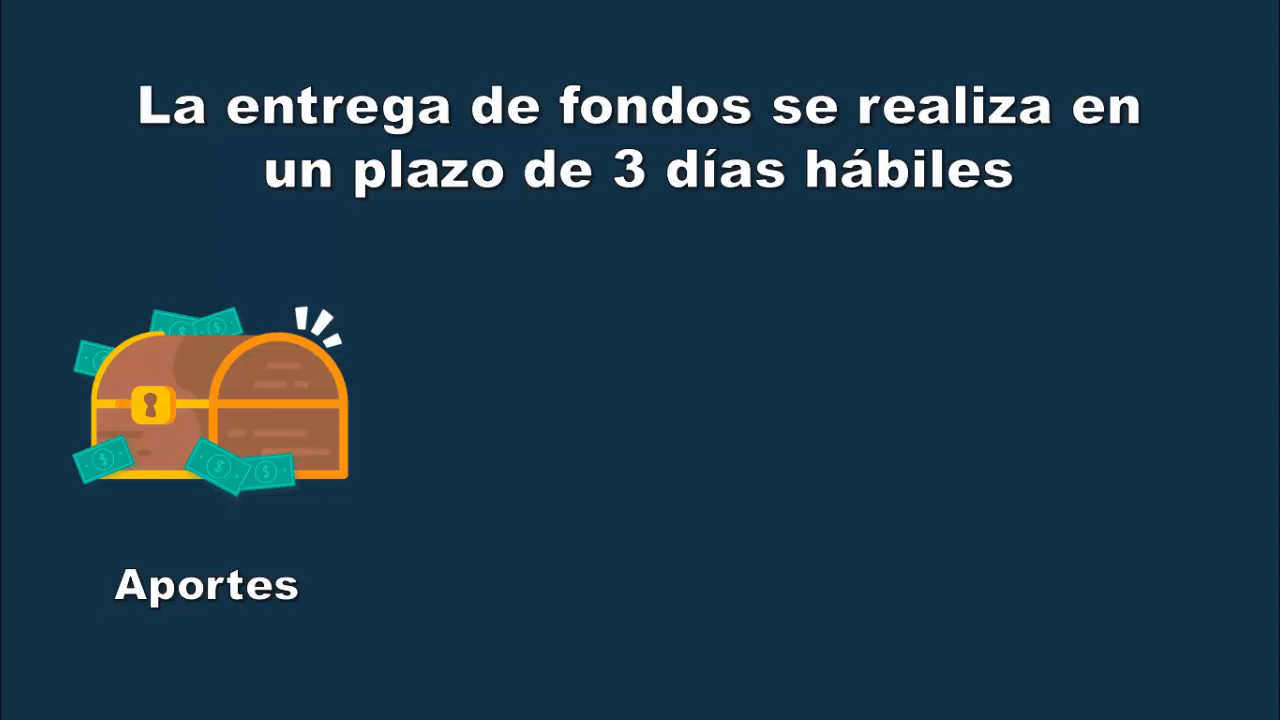 La entrega de fondos se realiza en
un plazo de 3 días hábiles
Aportes